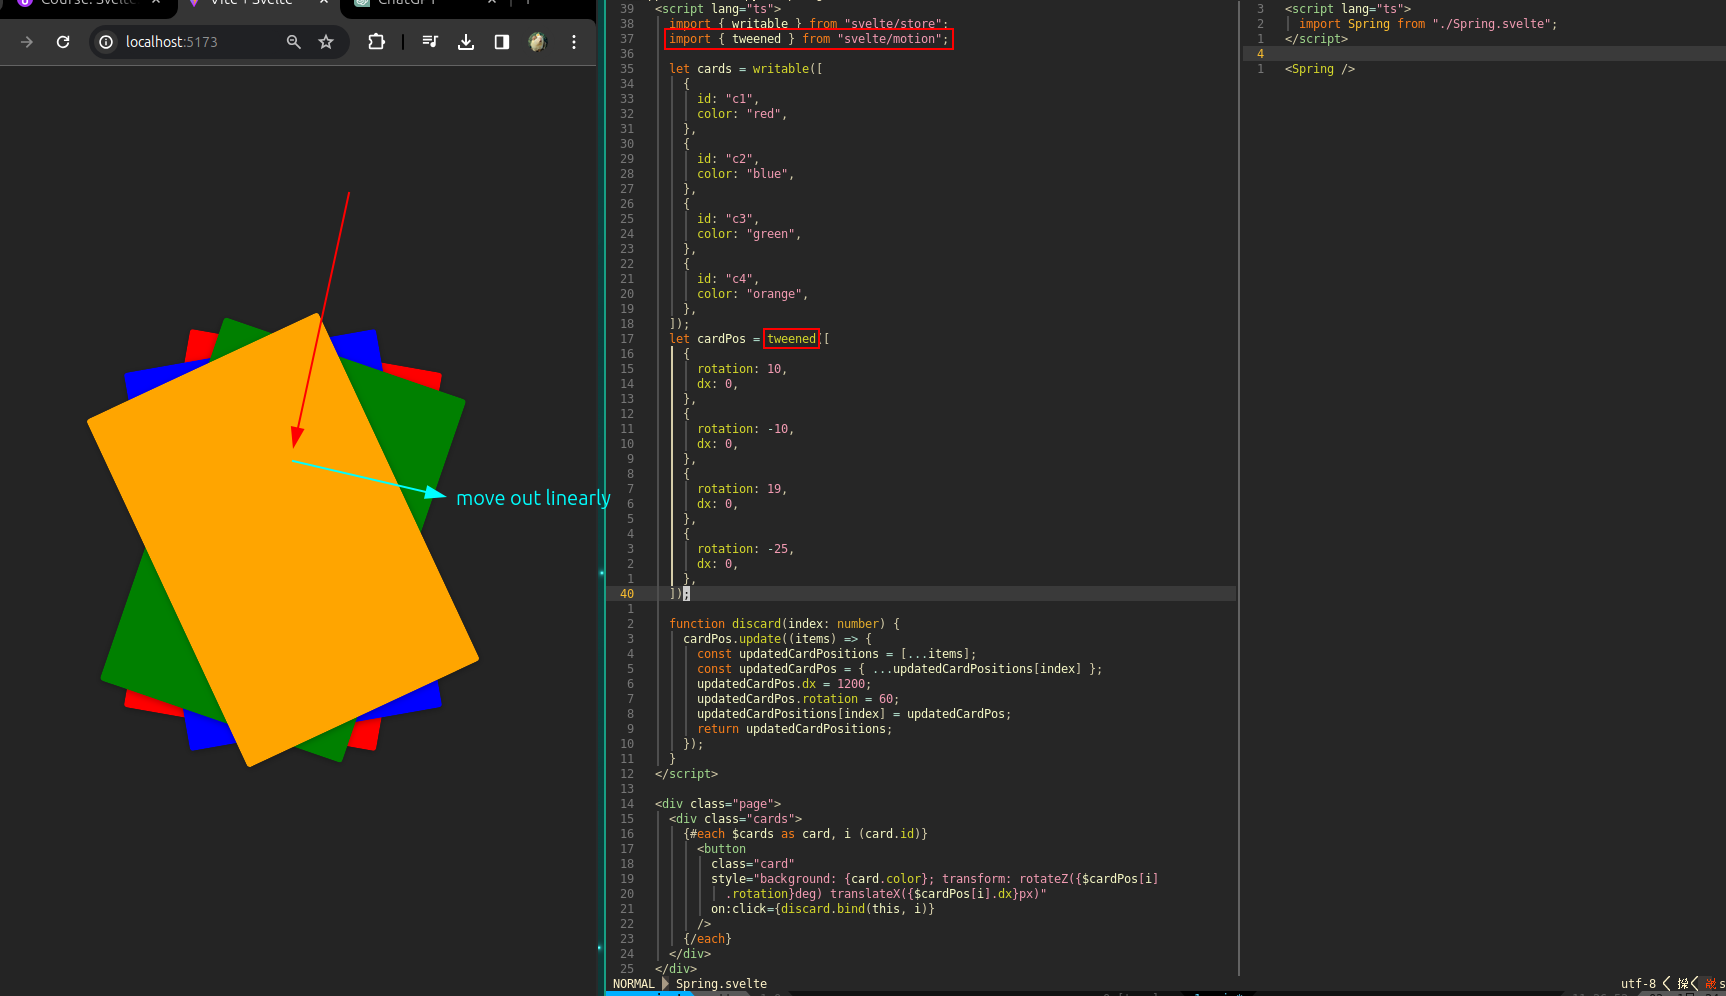 Course: Svelte
Vite + Svelte
ChatGPT
localhost:5173
move out linearly
39 <script lang="ts">
38 import { writable } from "svelte/store";
37 import { tweened } from "svelte/motion";
36
35 let cards = writable([
34 {
33 id: "c1",
32 color: "red",
31 },
30 {
29 id: "c2",
28 color: "blue",
27 },
26 {
25 id: "c3",
24 color: "green",
23 },
22 {
21 id: "c4",
20 color: "orange",
19 },
18 ]);
17 let cardPos = tweened([
16 {
15 rotation: 10,
14 dx: 0,
13 },
12 {
11 rotation: -10,
10 dx: 0,
9 },
8 {
7 rotation: 19,
6 dx: 0,
5 },
4 {
3 rotation: -25,
2 dx: 0,
1 },
40 ]);
1
2 function discard(index: number) {
3 cardPos.update((items) => {
4 const updatedCardPositions = [...items];
5 const updatedCardPos = { ...updatedCardPositions[index] };
6 updatedCardPos.dx = 1200;
7 updatedCardPos.rotation = 60;
8 updatedCardPositions[index] = updatedCardPos;
9 return updatedCardPositions;
10 });
11 }
12 </script>
13
14 <div class="page">
15 <div class="cards">
16 {#each $cards as card, i (card.id)}
17 <button
18 class="card"
19 style="background: {card.color}; transform: rotateZ({$cardPos[i]
20 .rotation}deg) translateX({$cardPos[i].dx}px)"
21 on:click={discard.bind(this, i)}
22 />
23 {/each}
24 </div>
25 </div>
NORMAL Spring.svelte
3 <script lang="ts">
2 import Spring from "./Spring.svelte";
1 </script>
4
1 <Spring />
utf-8